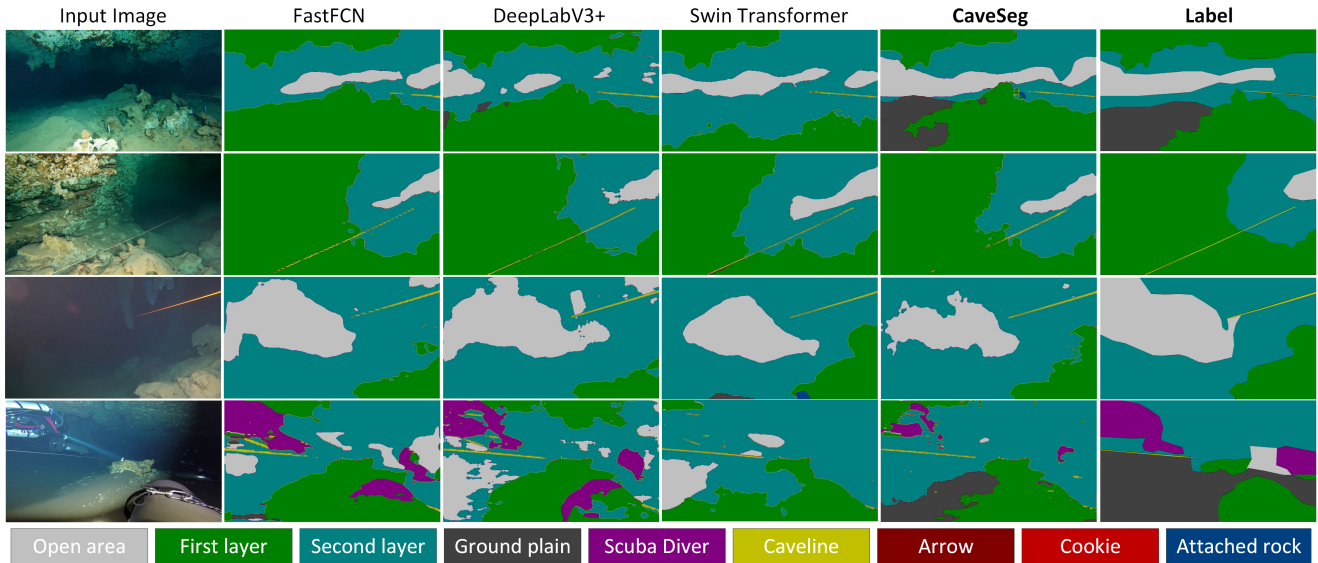 Input Image FastFCN DeepLabV3+ Swin Transformer CaveSeg Label
Open area First layer Second layer Ground plain Scuba Diver Caveline Arrow Cookie Attached rock